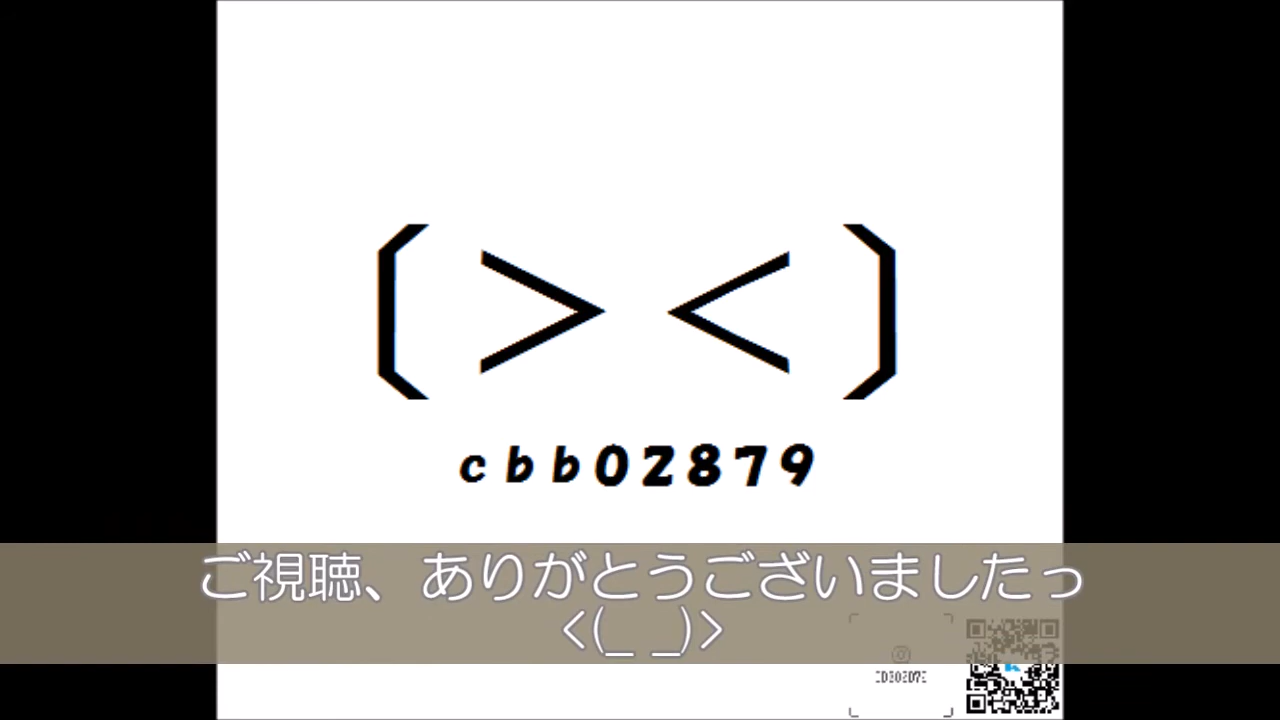 (> <)
cbb02879
ご視聴、ありがとうございましたっ
<(_ _)>